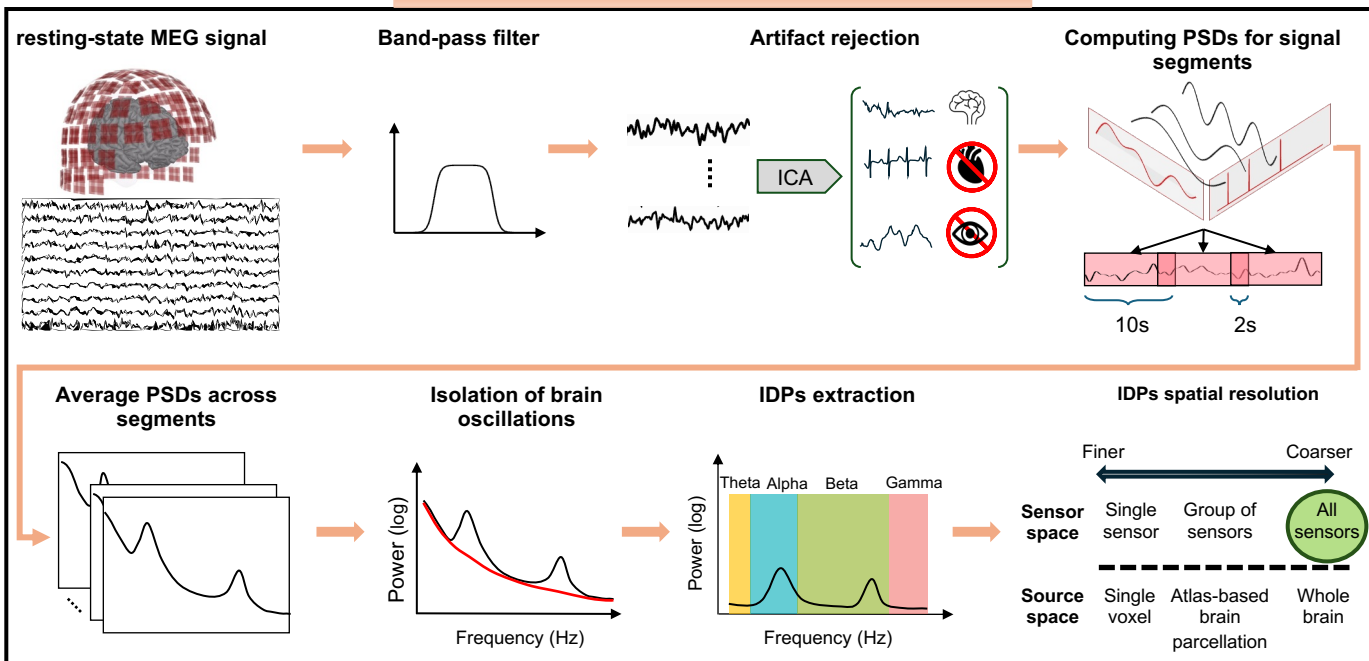 resting-state MEG signal
Band-pass filter
Artifact rejection
Computing PSDs for signal
segments
ICA
10s
2s
Average PSDs across
segments
Isolation of brain
oscillations
IDPs extraction
IDPs spatial resolution
Power (log)
Frequency (Hz)
Theta
Alpha
Beta
Gamma
Power (log)
Frequency (Hz)
Finer
Coarser
Sensor
space
Single
sensor
Group of
sensors
All
sensors
Source
space
Single
voxel
Atlas-based
brain
parcellation
Whole
brain